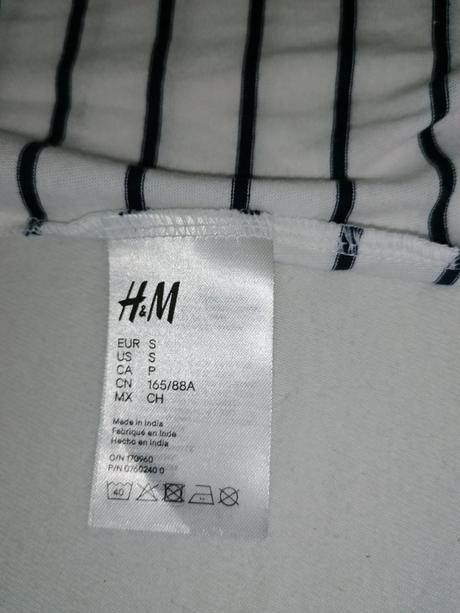 H&M
EUR S
US S
CA P
CN 165/88A
MX CH
Made in India
Fabriqué en Inde
Hecho en India
O/N 170960
P/N 0760240 0
40